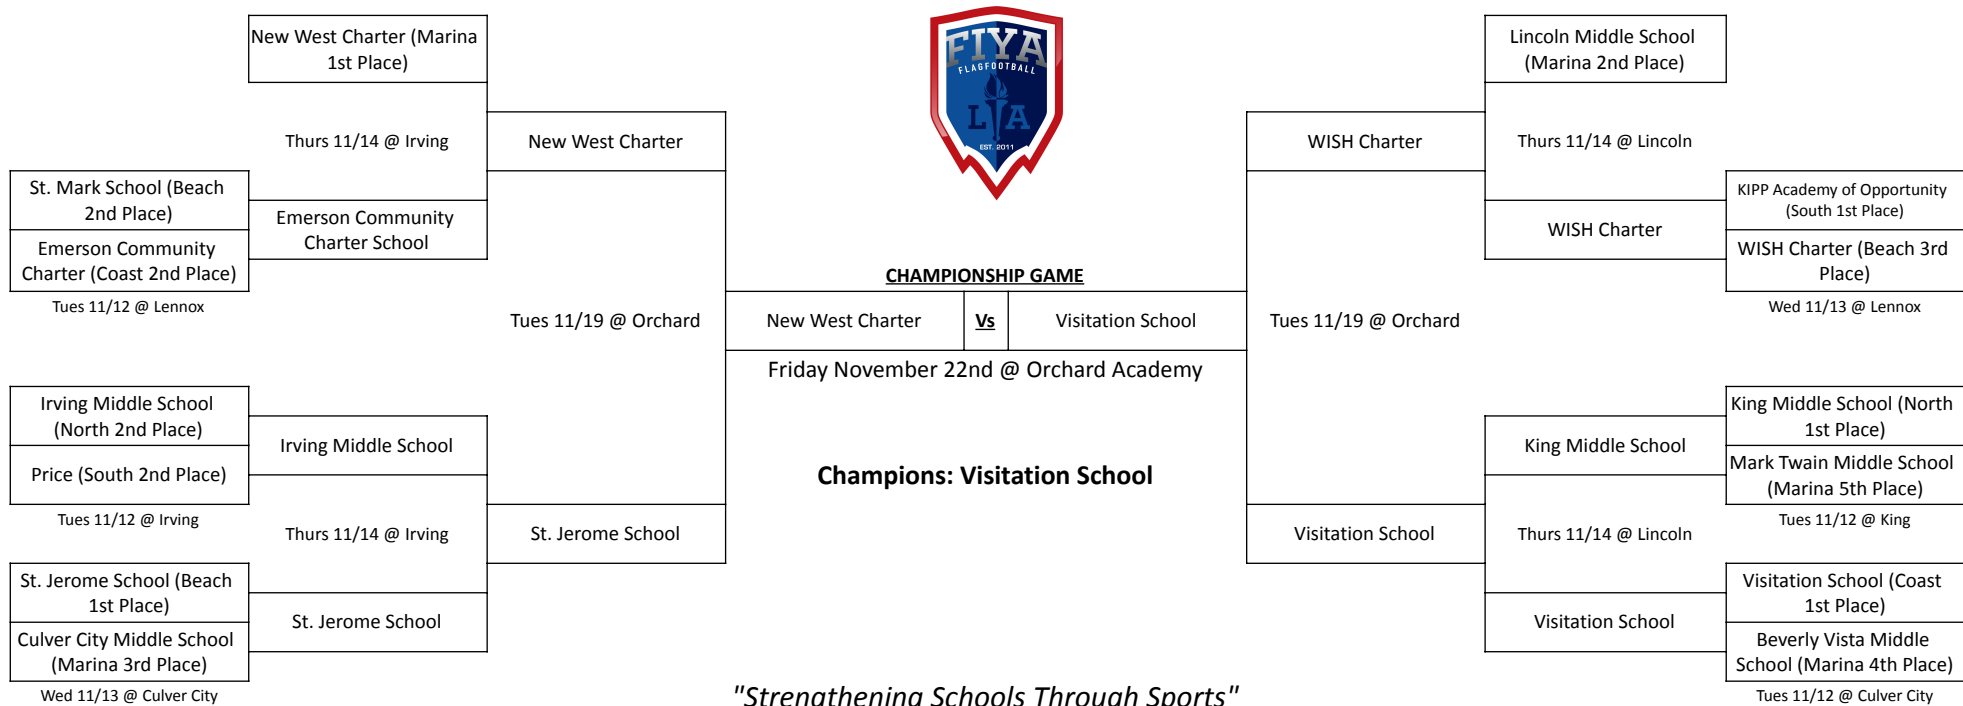 New West Charter (Marina
1st Place)
Thurs 11/14 @ Irving
New West Charter
St. Mark School (Beach
2nd Place)
Emerson Community
Charter School
Emerson Community
Charter (Coast 2nd Place)
Tues 11/12 @ Lennox
Tues 11/19 @ Orchard
Irving Middle School
(North 2nd Place)
Irving Middle School
Price (South 2nd Place)
Tues 11/12 @ Irving
Thurs 11/14 @ Irving
St. Jerome School
St. Jerome School (Beach
1st Place)
St. Jerome School
Culver City Middle School
(Marina 3rd Place)
Wed 11/13 @ Culver City
FIYA
FLAGFOOTBALL
LA
EST. 2011
CHAMPIONSHIP GAME
New West Charter Vs Visitation School
Friday November 22nd @ Orchard Academy
Champions: Visitation School
"Strengthening Schools Through Sports"
Lincoln Middle School
(Marina 2nd Place)
WISH Charter
Thurs 11/14 @ Lincoln
KIPP Academy of Opportunity
(South 1st Place)
WISH Charter
WISH Charter (Beach 3rd
Place)
Wed 11/13 @ Lennox
Tues 11/19 @ Orchard
King Middle School (North
1st Place)
King Middle School
Mark Twain Middle School
(Marina 5th Place)
Tues 11/12 @ King
Visitation School
Thurs 11/14 @ Lincoln
Visitation School (Coast
1st Place)
Visitation School
Beverly Vista Middle
School (Marina 4th Place)
Tues 11/12 @ Culver City